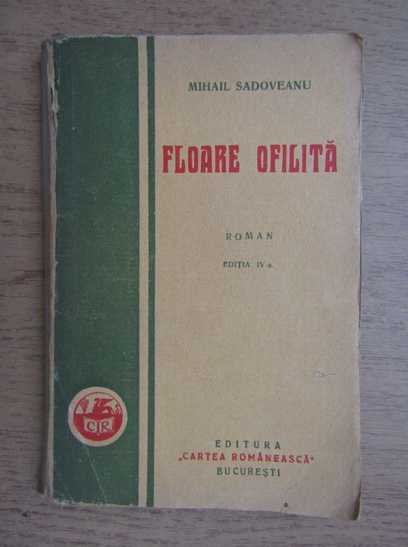 MIHAIL SADOVEANU
FLOARE OFILITĂ
ROMAN
EDIȚIA IV-a
CR
EDITURA
„CARTEA ROMÂNEASCĂ"
BUCUREȘTI